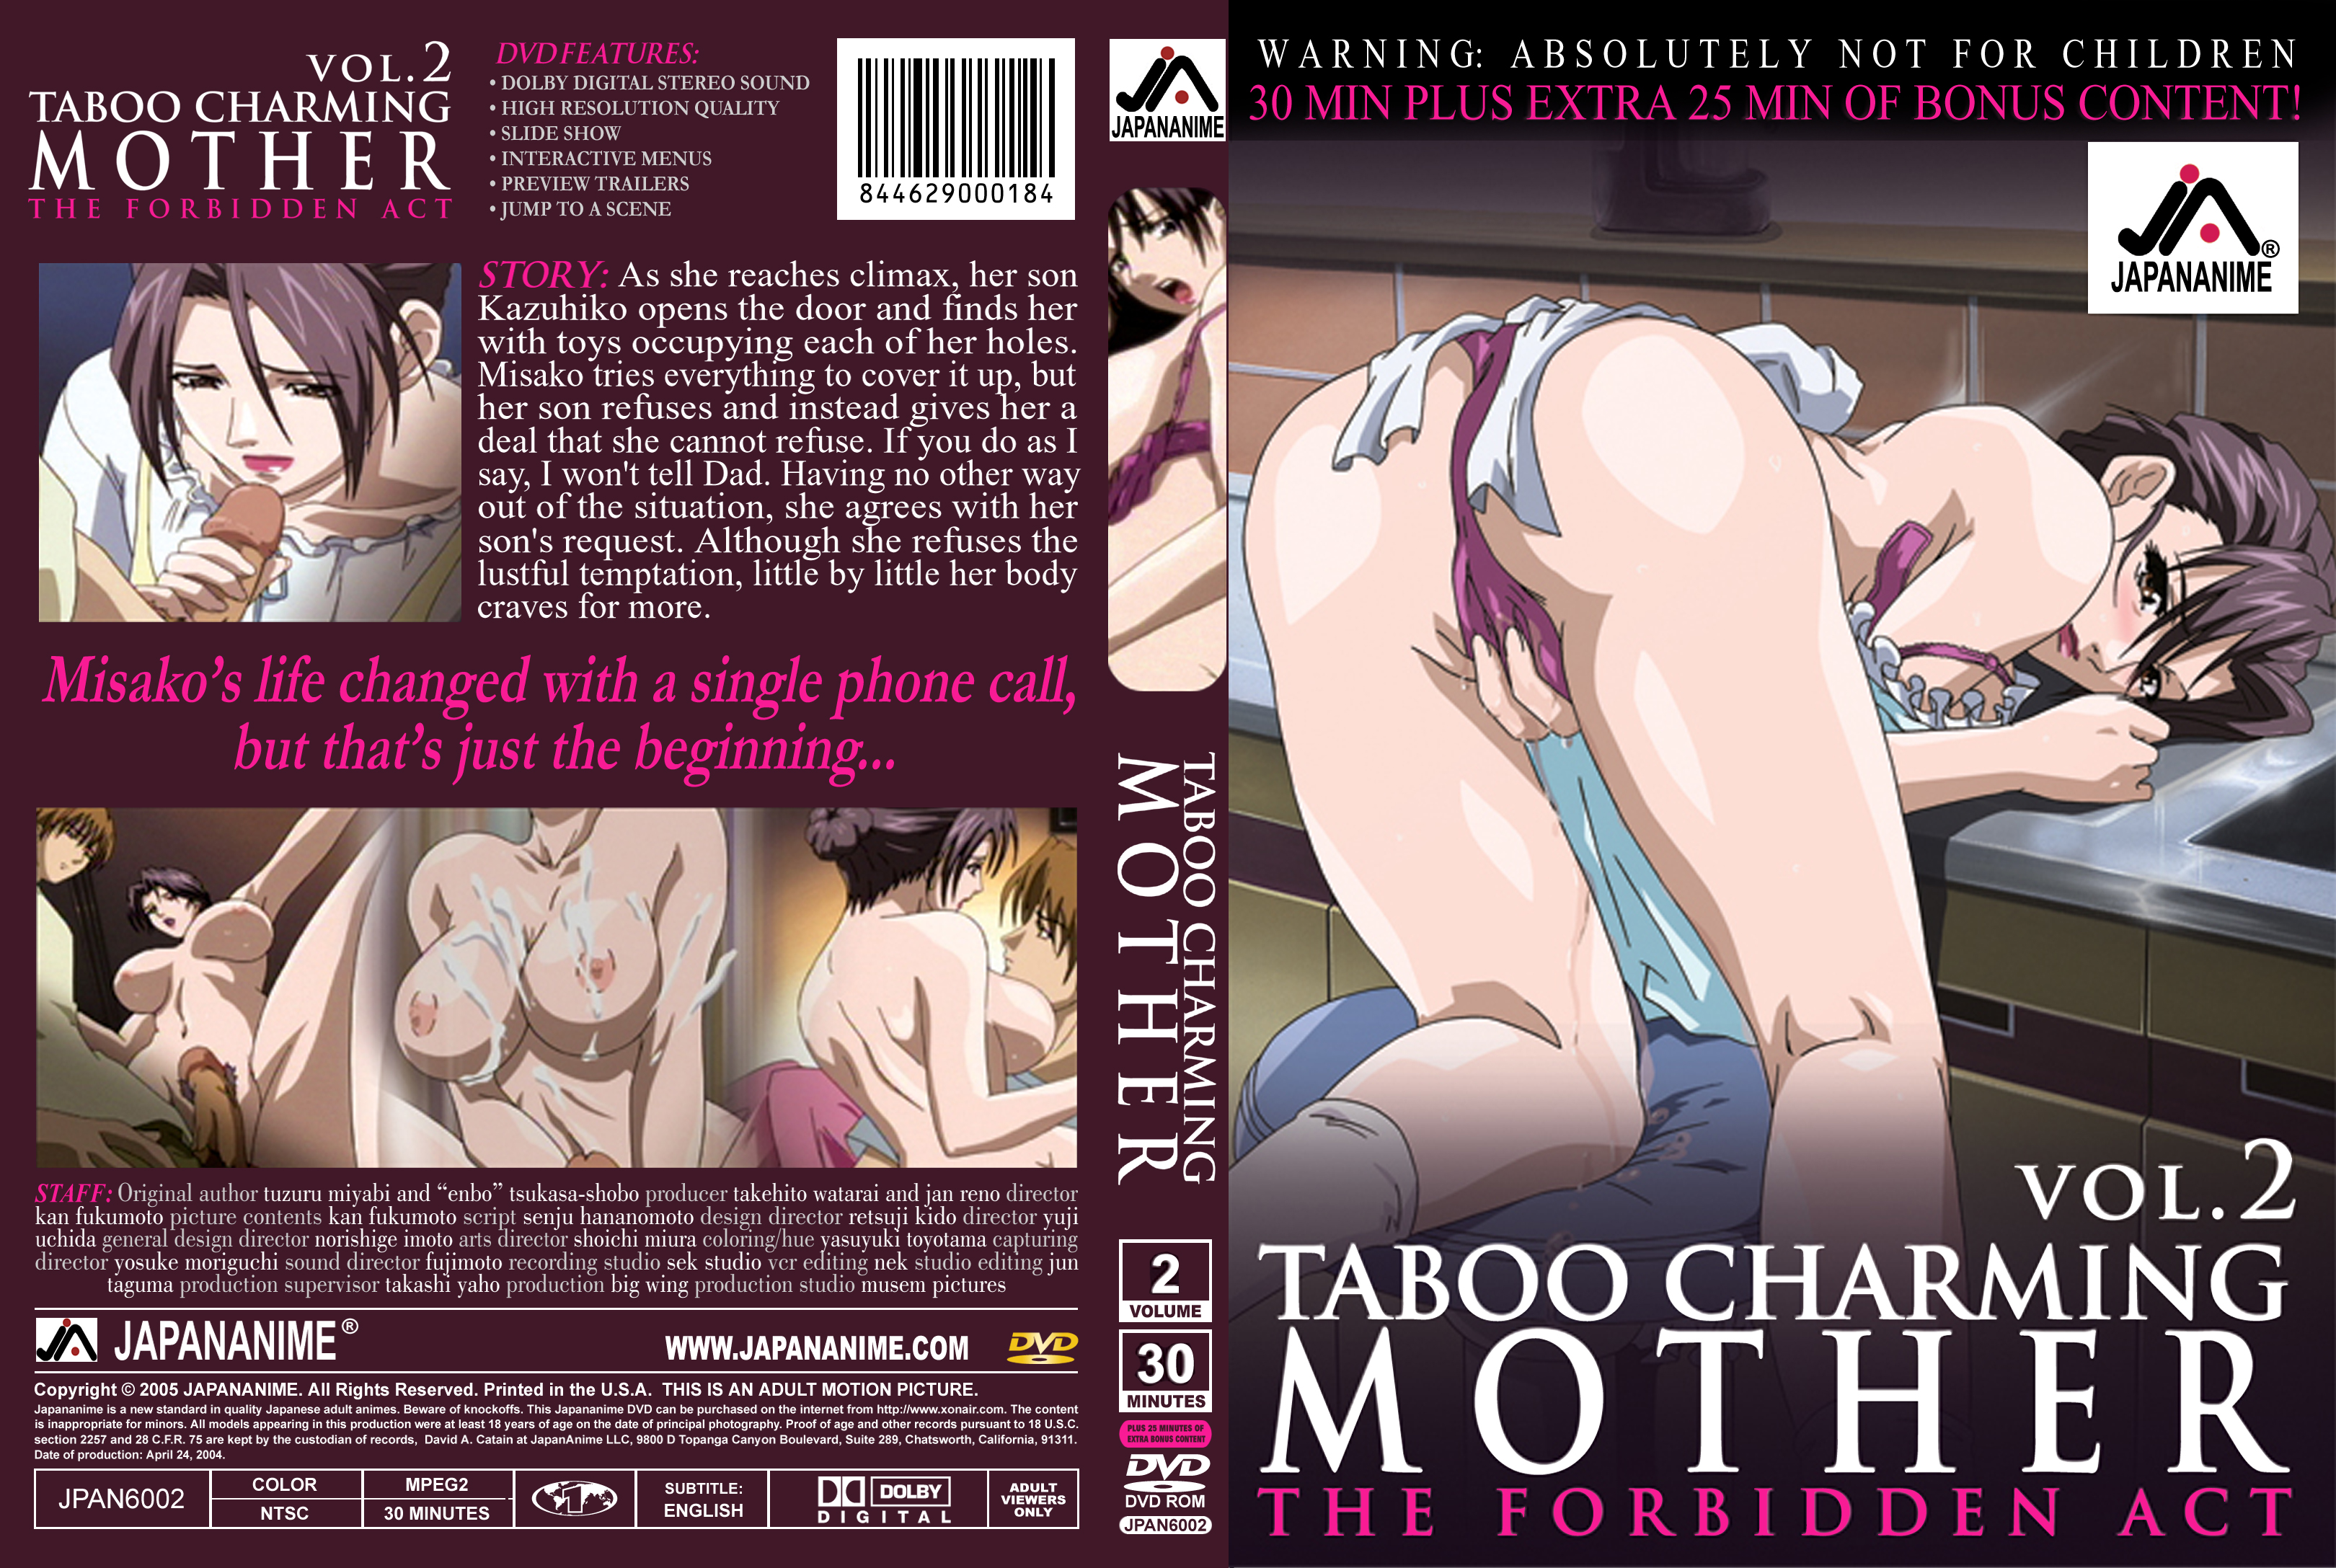 VOL.2
TABOO CHARMING
MOTHER
THE FORBIDDEN ACT
DVD FEATURES:
• DOLBY DIGITAL STEREO SOUND
• HIGH RESOLUTION QUALITY
• SLIDE SHOW
• INTERACTIVE MENUS
• PREVIEW TRAILERS
• JUMP TO A SCENE
844629000184
STORY: As she reaches climax, her son
Kazuhiko opens the door and finds her
with toys occupying each of her holes.
Misako tries everything to cover it up, but
her son refuses and instead gives her a
deal that she cannot refuse. If you do as I
say, I won't tell Dad. Having no other way
out of the situation, she agrees with her
son's request. Although she refuses the
lustful temptation, little by little her body
craves for more.
Misako's life changed with a single phone call,
but that's just the beginning...
STAFF: Original author tuzuru miyabi and “enbo” tsukasa-shobo producer takehito watarai and jan reno director
kan fukumoto picture contents kan fukumoto script senju hananomoto design director retsuji kido director yuji
uchida general design director norishige imoto arts director shoichi miura coloring/hue yasuyuki toyotama capturing
director yosuke moriguchi sound director fujimoto recording studio sek studio vcr editing nek studio editing jun
taguma production supervisor takashi yaho production big wing production studio musem pictures
JAPANANIME®
WWW.JAPANANIME.COM
DVD
Copyright © 2005 JAPANANIME. All Rights Reserved. Printed in the U.S.A. THIS IS AN ADULT MOTION PICTURE.
Japananime is a new standard in quality Japanese adult animes. Beware of knockoffs. This Japananime DVD can be purchased on the internet from http://www.xonair.com. The content
is inappropriate for minors. All models appearing in this production were at least 18 years of age on the date of principal photography. Proof of age and other records pursuant to 18 U.S.C.
section 2257 and 28 C.F.R. 75 are kept by the custodian of records, David A. Catain at JapanAnime LLC, 9800 D Topanga Canyon Boulevard, Suite 289, Chatsworth, California, 91311.
Date of production: April 24, 2004.
JPAN6002
COLOR
NTSC
MPEG2
30 MINUTES
1
SUBTITLE:
ENGLISH
DOLBY
DIGITAL
ADULT
VIEWERS
ONLY
JAPANANIME
TABOO CHARMING
MOTHER
2
VOLUME
30
MINUTES
PLUS 25 MINUTES OF
EXTRA BONUS CONTENT
DVD
DVD ROM
JPAN6002
WARNING: ABSOLUTELY NOT FOR CHILDREN
30 MIN PLUS EXTRA 25 MIN OF BONUS CONTENT!
JAPANANIME®
VOL.2
TABOO CHARMING
MOTHER
THE FORBIDDEN ACT